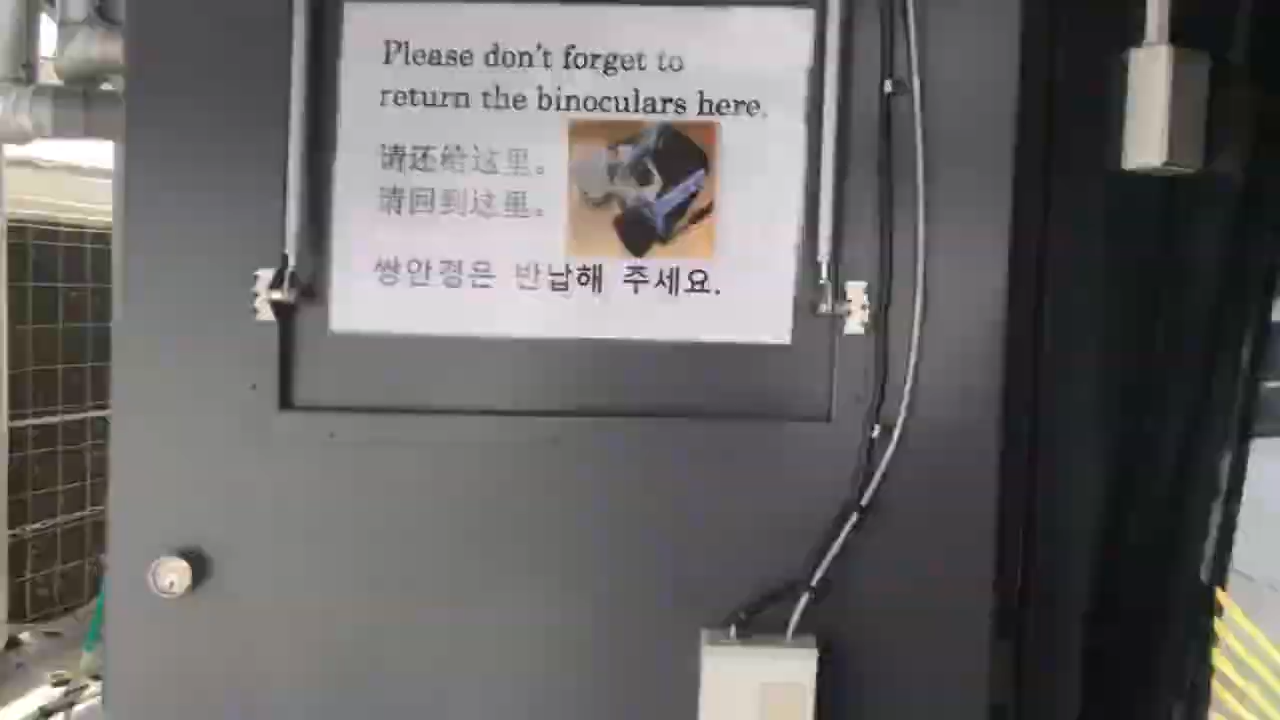 Please don't forget to
return the binoculars here.
请还给这里。
请回到这里。
쌍안경은 반납해 주세요.